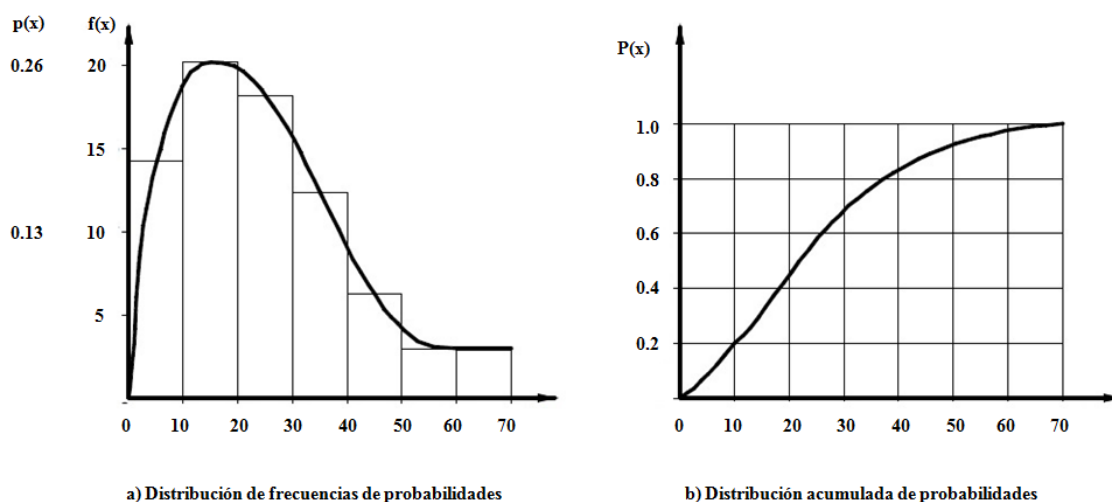 p(x) f(x)
0.26 20
15
0.13 10
5
0 10 20 30 40 50 60 70
a) Distribución de frecuencias de probabilidades
P(x)
1.0
0.8
0.6
0.4
0.2
0 10 20 30 40 50 60 70
b) Distribución acumulada de probabilidades